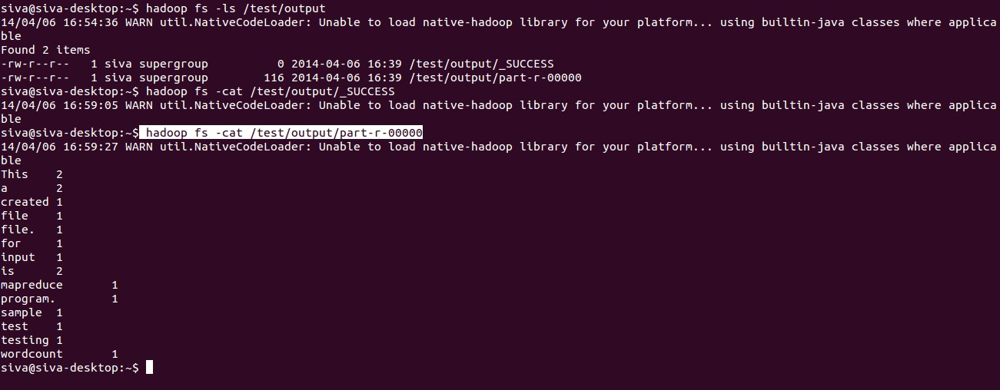 siva@siva-desktop:~$ hadoop fs -ls /test/output
14/04/06 16:54:36 WARN util.NativeCodeLoader: Unable to load native-hadoop library for your platform... using builtin-java classes where applica
ble
Found 2 items
-rw-r--r--   1 siva supergroup          0 2014-04-06 16:39 /test/output/_SUCCESS
-rw-r--r--   1 siva supergroup        116 2014-04-06 16:39 /test/output/part-r-00000
siva@siva-desktop:~$ hadoop fs -cat /test/output/_SUCCESS
14/04/06 16:59:05 WARN util.NativeCodeLoader: Unable to load native-hadoop library for your platform... using builtin-java classes where applica
ble
siva@siva-desktop:~$ hadoop fs -cat /test/output/part-r-00000
14/04/06 16:59:27 WARN util.NativeCodeLoader: Unable to load native-hadoop library for your platform... using builtin-java classes where applica
ble
This    2
a       2
created 1
file    1
file.   1
for     1
input   1
is      2
mapreduce       1
program.        1
sample  1
test    1
testing 1
wordcount       1
siva@siva-desktop:~$